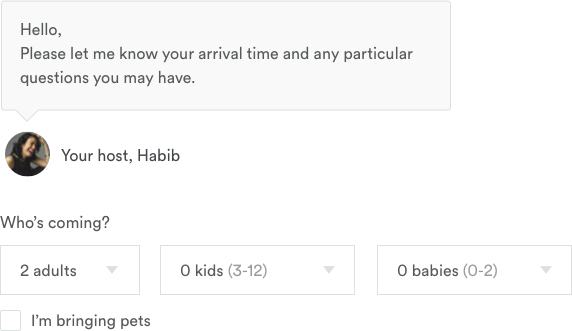 Hello,
Please let me know your arrival time and any particular
questions you may have.
Your host, Habib
Who’s coming?
2 adults
0 kids (3-12)
0 babies (0-2)
I’m bringing pets